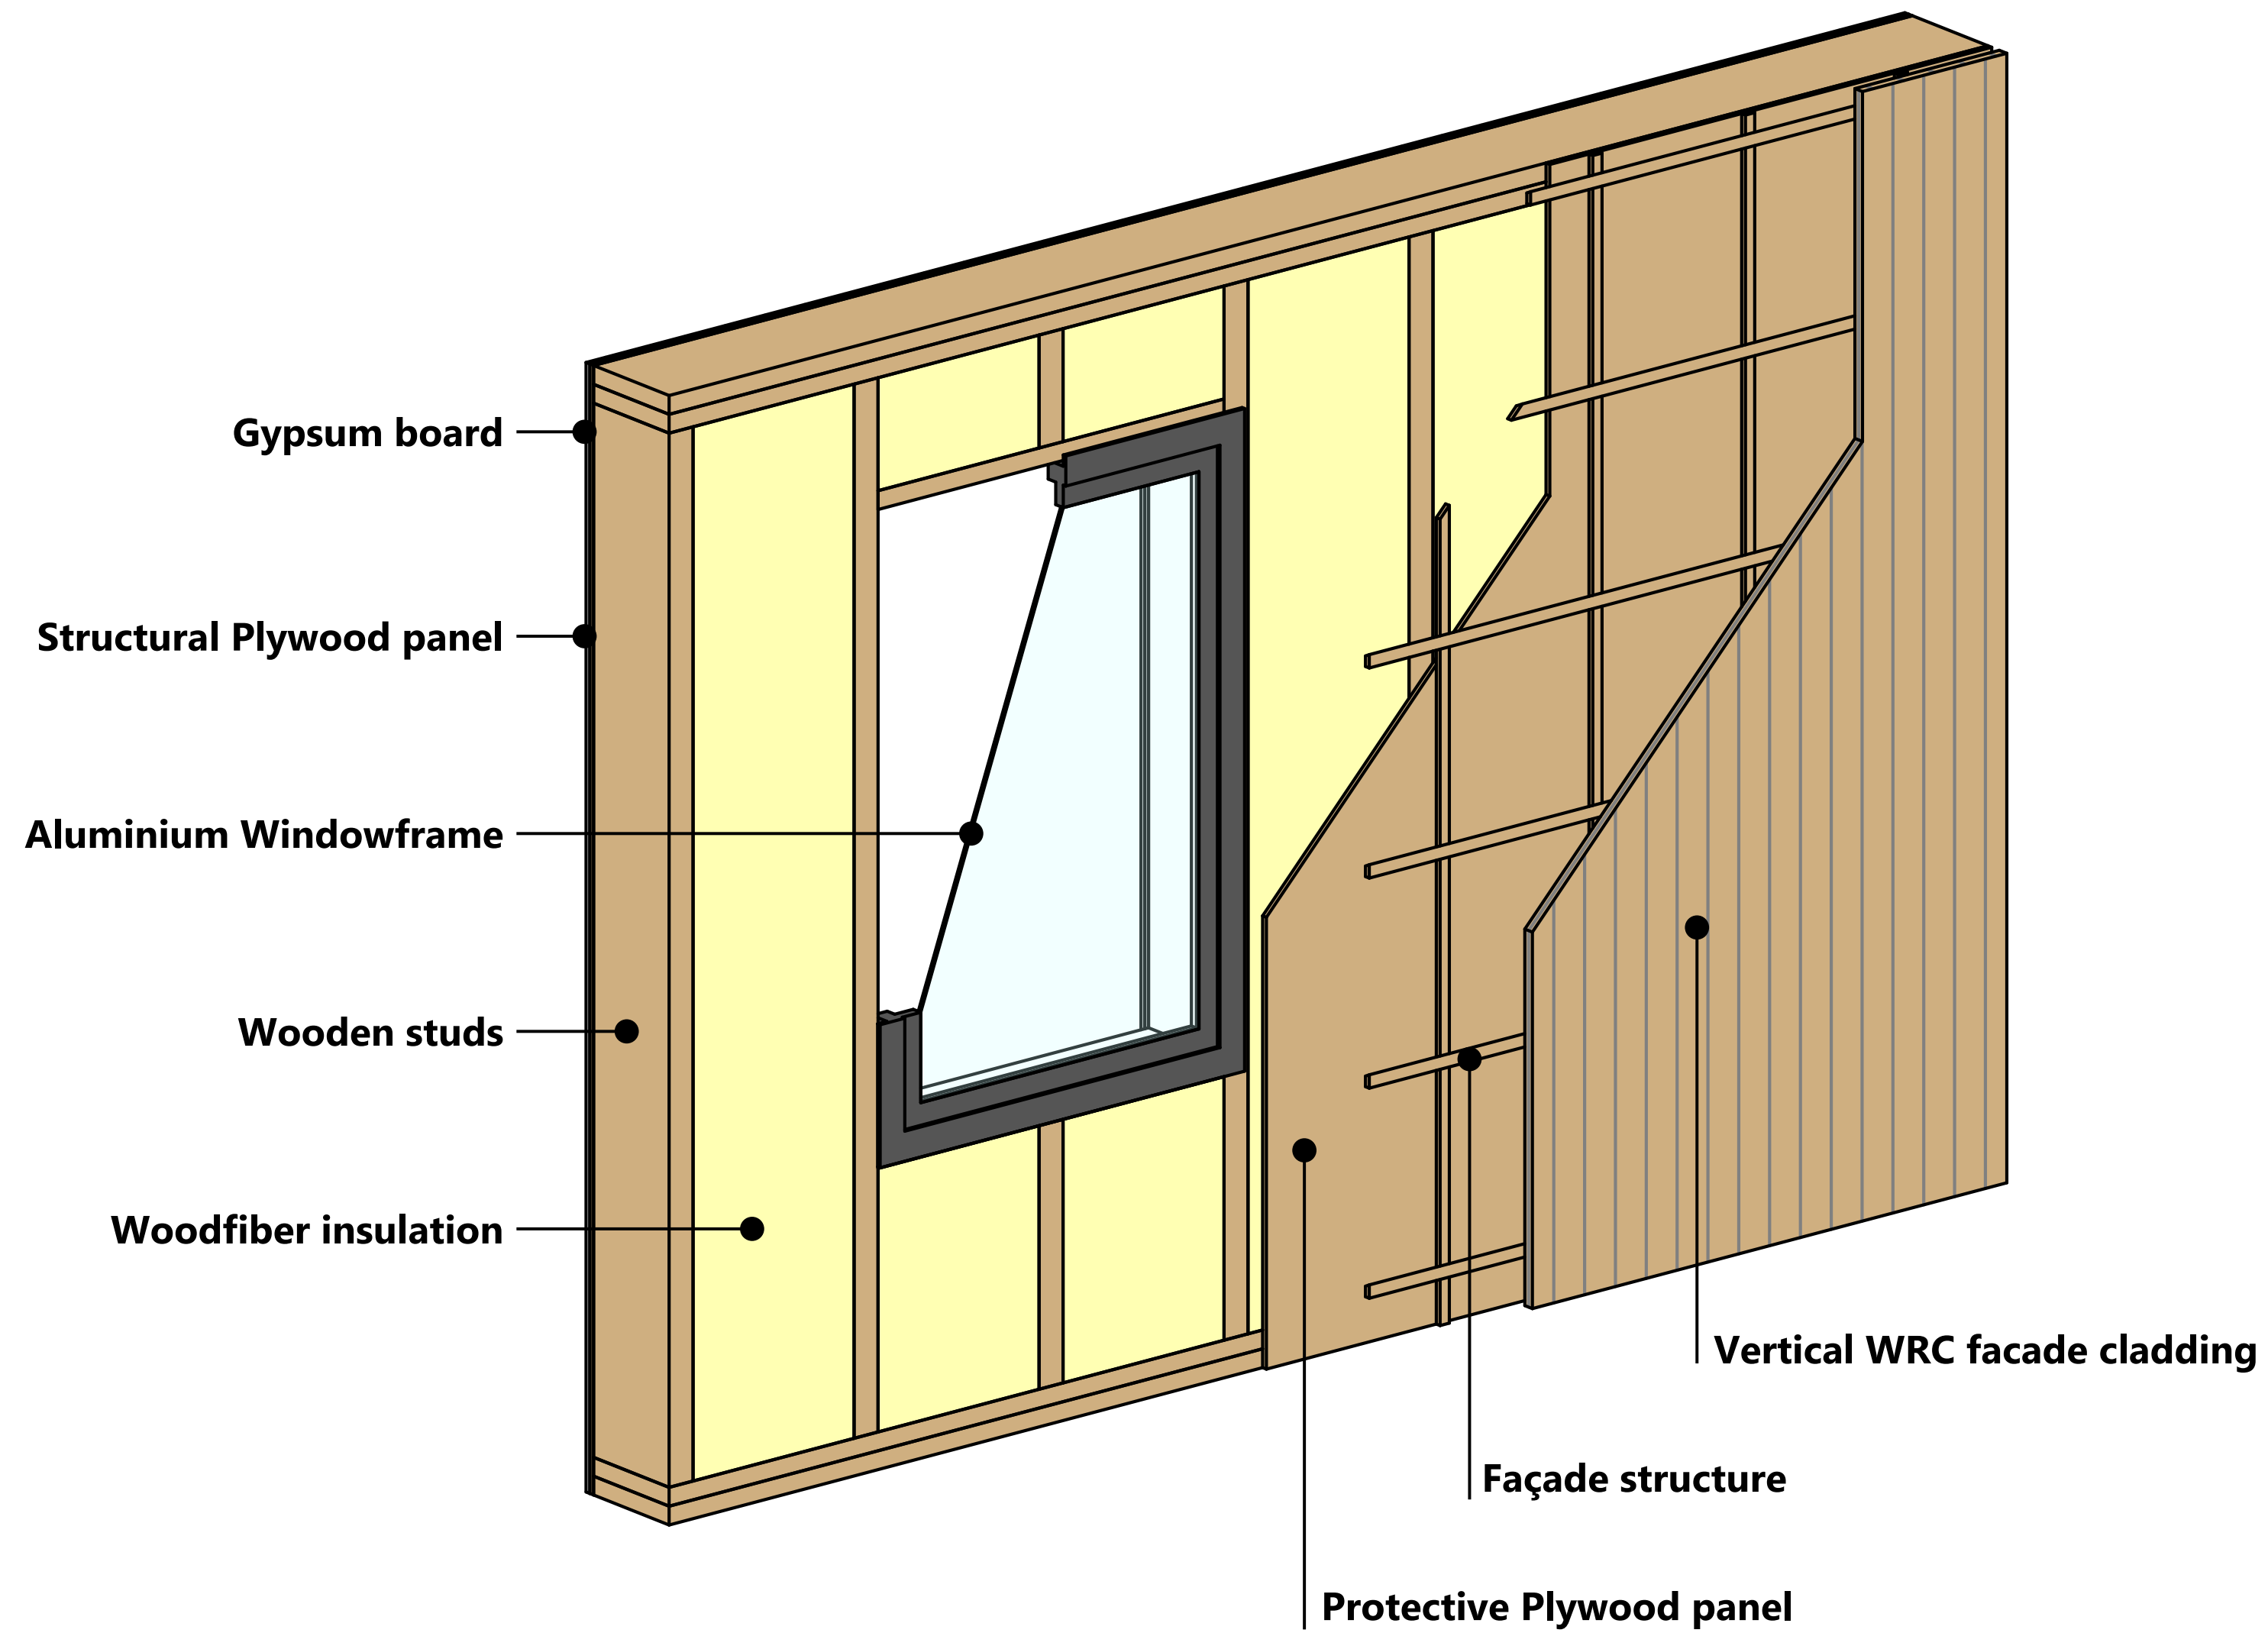 Gypsum board
Structural Plywood panel
Aluminium Windowframe
Wooden studs
Woodfiber insulation
Vertical WRC facade cladding
Façade structure
Protective Plywood panel